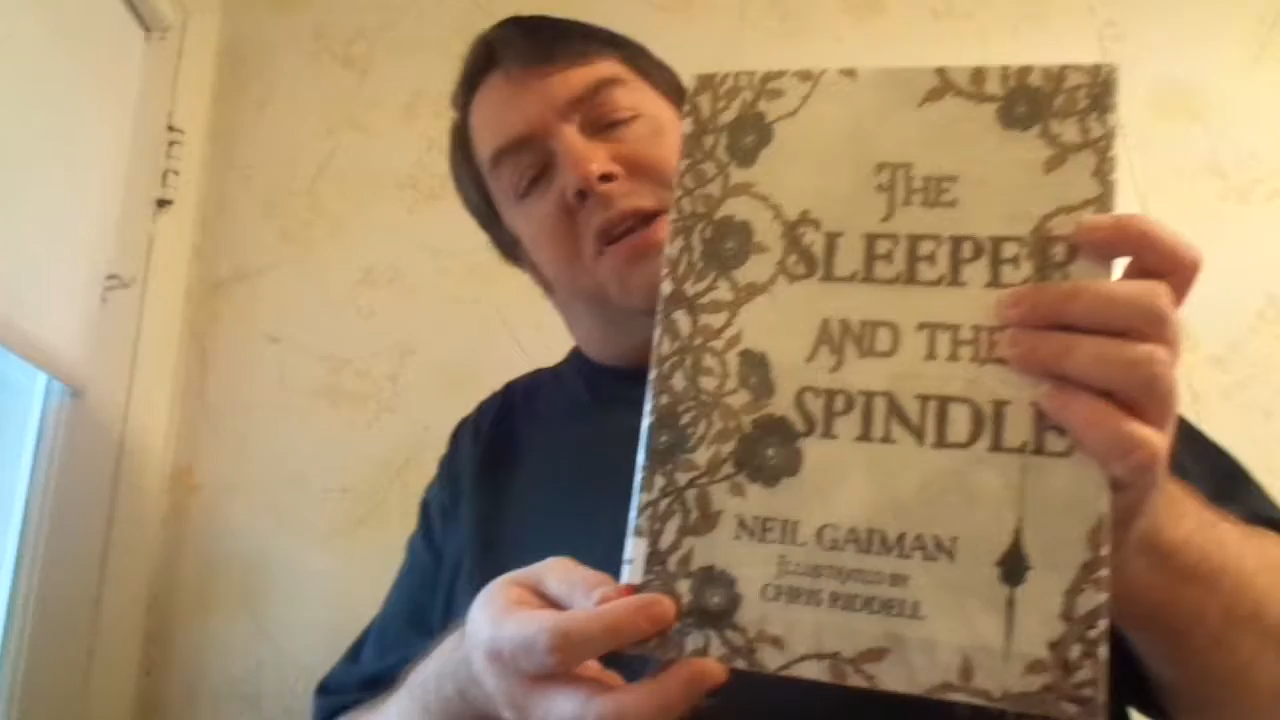 THE
SLEEPER
AND THE
SPINDLE
NEIL GAIMAN
ILLUSTRATED BY
CHRIS RIDDELL